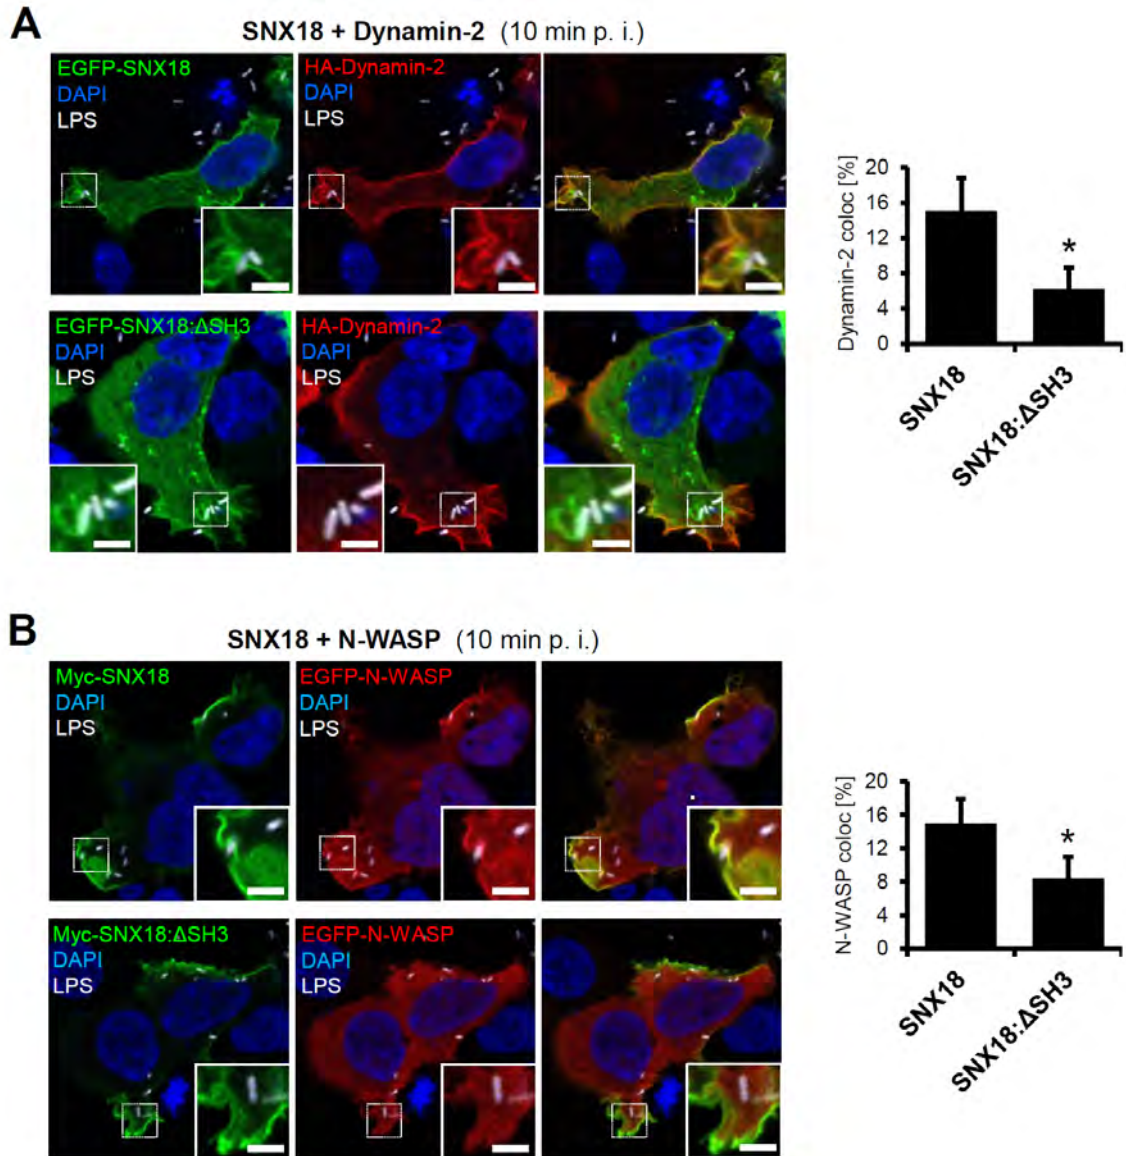 A
SNX18 + Dynamin-2 (10 min p. i.)
EGFP-SNX18
DAPI
LPS
HA-Dynamin-2
DAPI
LPS
EGFP-SNX18:ΔSH3
DAPI
LPS
HA-Dynamin-2
DAPI
LPS
Dynamin-2 coloc [%]
20
16
12
8
4
0
*
SNX18
SNX18:ΔSH3
B
SNX18 + N-WASP (10 min p. i.)
Myc-SNX18
DAPI
LPS
EGFP-N-WASP
DAPI
LPS
Myc-SNX18:ΔSH3
DAPI
LPS
EGFP-N-WASP
DAPI
LPS
N-WASP coloc [%]
20
16
12
8
4
0
*
SNX18
SNX18:ΔSH3